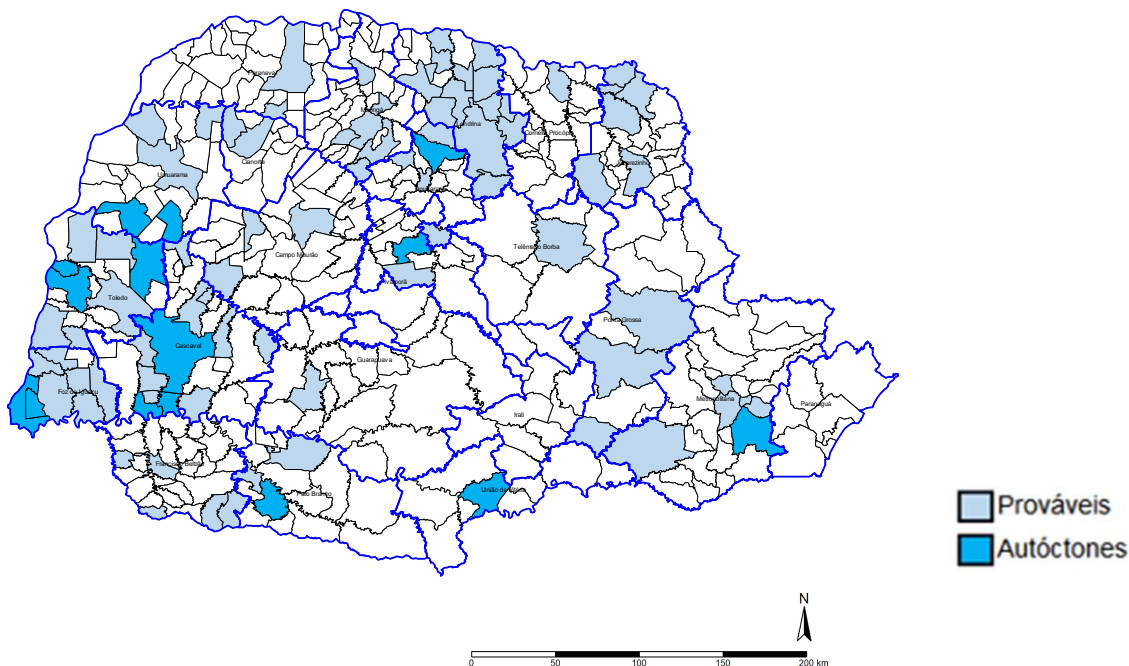 Paranavaí
Maringá
Londrina
Cornélio Procópio
Jacarezinho
Cianorte
Umuarama
Apucarana
Campo Mourão
Telêmaco Borba
Ivaiporã
Toledo
Ponta Grossa
Cascavel
Guarapuava
Foz do Iguaçu
Metropolitana
Paranaguá
Irati
Francisco Beltrão
Pato Branco
União da Vitória
Prováveis
Autóctones
N
0 50 100 150 200 km